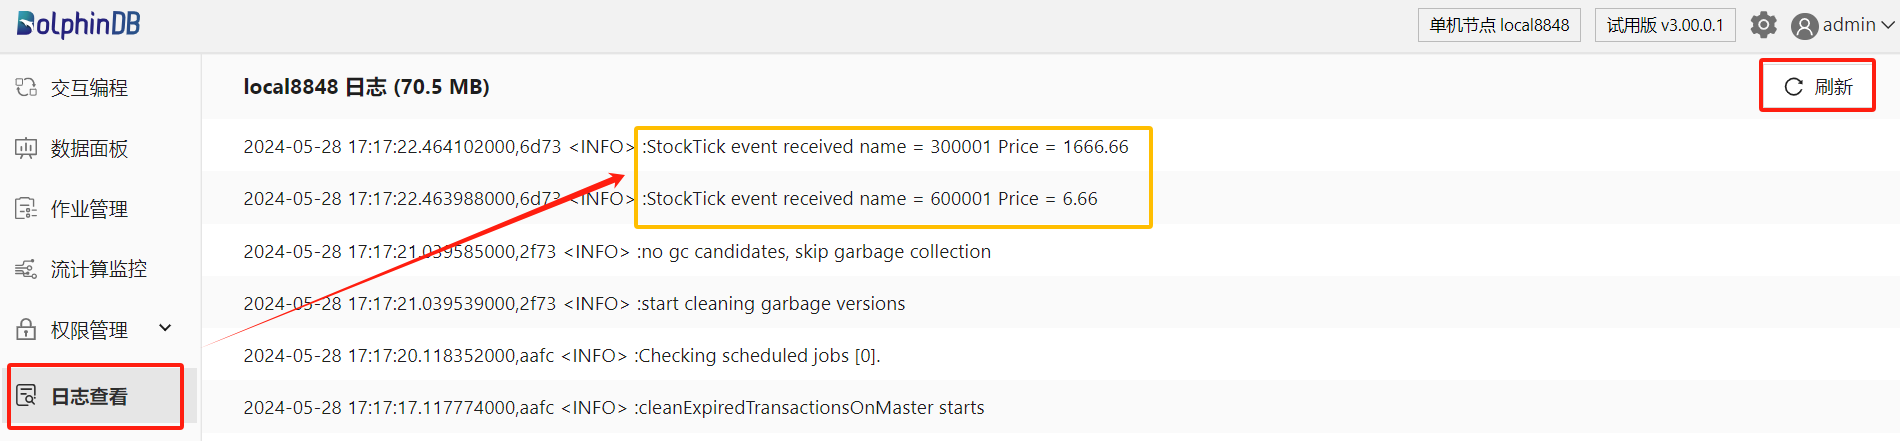 DolphinDB
单机节点 local8848
试用版 v3.00.0.1
admin
交互编程
数据面板
作业管理
流计算监控
权限管理
日志查看
local8848 日志 (70.5 MB)
刷新
2024-05-28 17:17:22.464102000,6d73 <INFO> :StockTick event received name = 300001 Price = 1666.66
2024-05-28 17:17:22.463988000,6d73 <INFO> :StockTick event received name = 600001 Price = 6.66
2024-05-28 17:17:21.039585000,2f73 <INFO> :no gc candidates, skip garbage collection
2024-05-28 17:17:21.039539000,2f73 <INFO> :start cleaning garbage versions
2024-05-28 17:17:20.118352000,aafc <INFO> :Checking scheduled jobs [0].
2024-05-28 17:17:17.117774000,aafc <INFO> :cleanExpiredTransactionsOnMaster starts